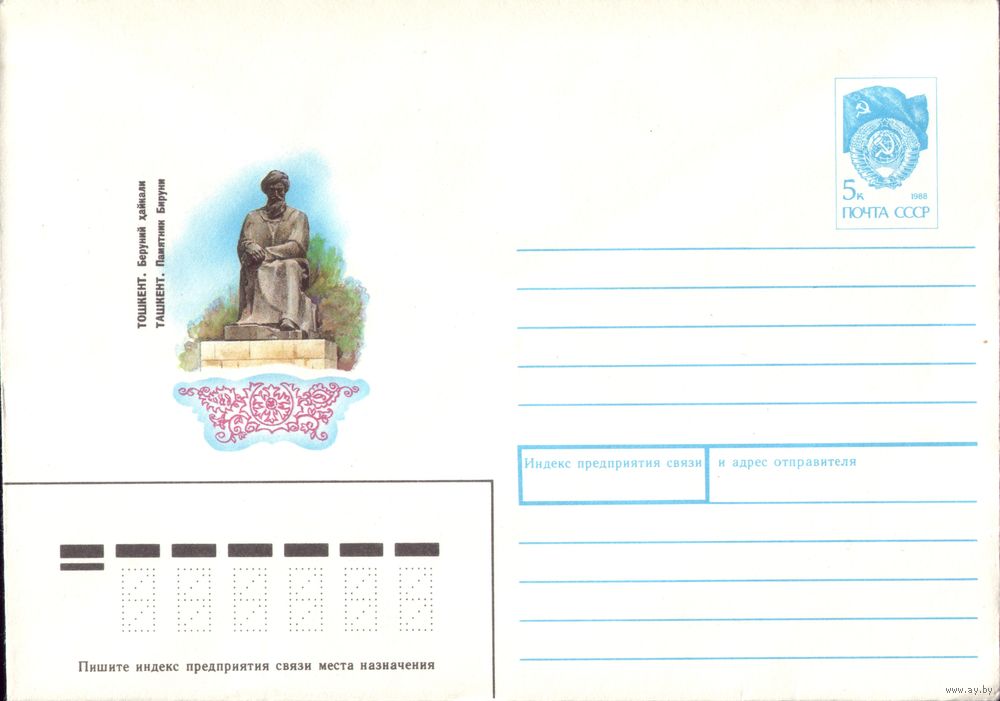 ТОШКЕНТ. Беруний ҳайкали
ТАШКЕНТ. Памятник Бируни
5к 1988
ПОЧТА СССР
Индекс предприятия связи и адрес отправителя
Пишите индекс предприятия связи места назначения
www.ay.by